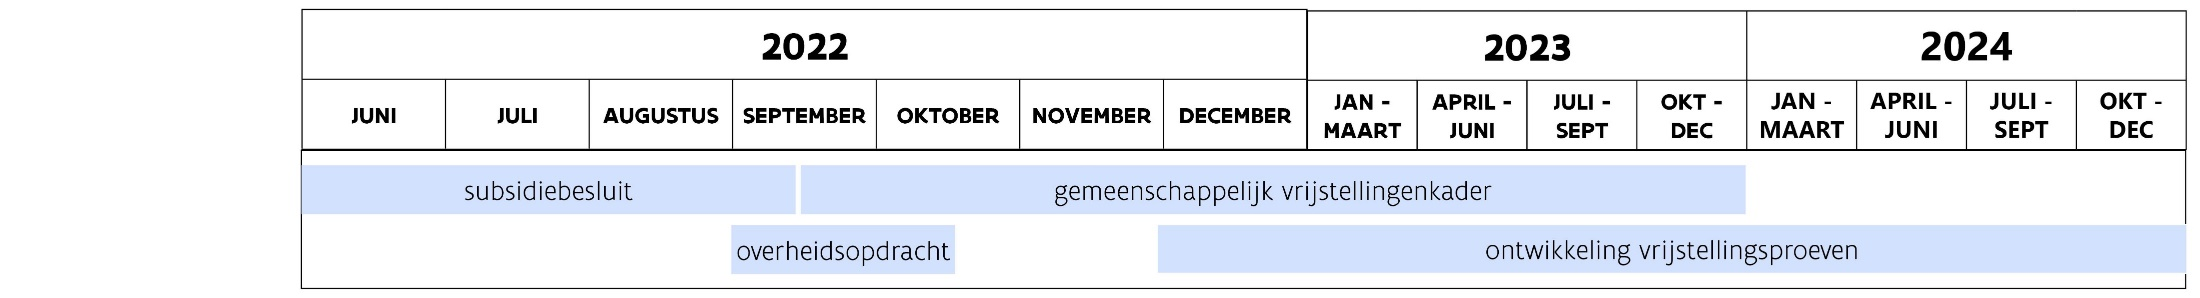 2022
2023
2024
JUNI
JULI
AUGUSTUS
SEPTEMBER
OKTOBER
NOVEMBER
DECEMBER
JAN -
MAART
APRIL -
JUNI
JULI -
SEPT
OKT -
DEC
JAN -
MAART
APRIL -
JUNI
JULI -
SEPT
OKT -
DEC
subsidiebesluit
gemeenschappelijk vrijstellingenkader
overheidsopdracht
ontwikkeling vrijstellingsproeven